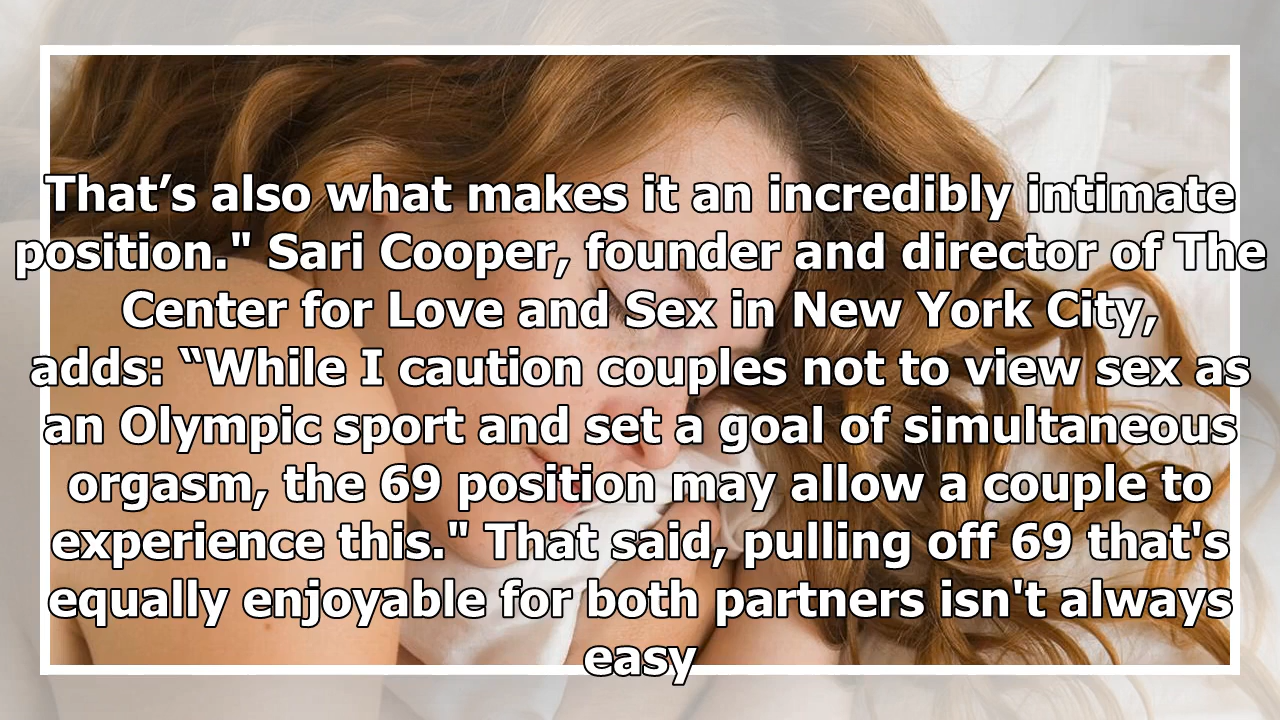 That’s also what makes it an incredibly intimate
position." Sari Cooper, founder and director of The
Center for Love and Sex in New York City,
adds: “While I caution couples not to view sex as
an Olympic sport and set a goal of simultaneous
orgasm, the 69 position may allow a couple to
experience this." That said, pulling off 69 that's
equally enjoyable for both partners isn't always
easy